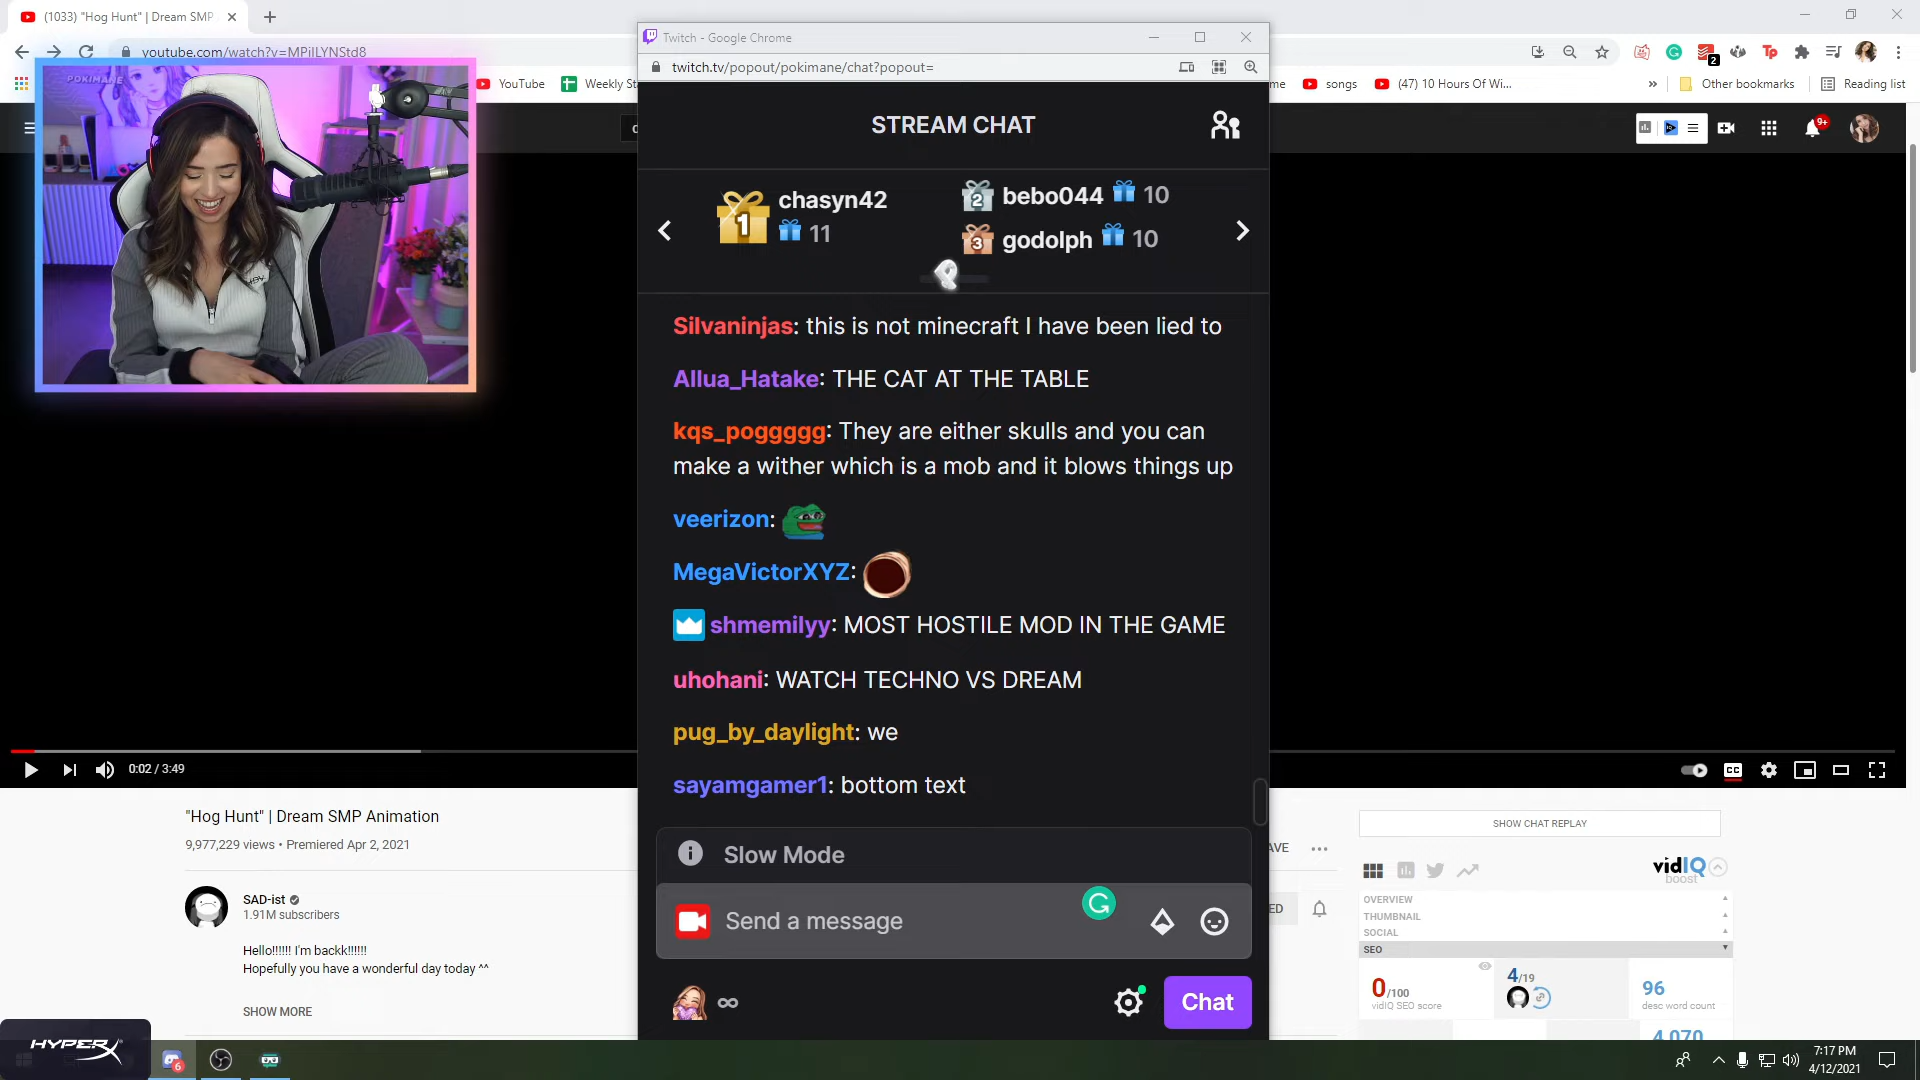 (1033) "Hog Hunt" | Dream SMP
youtube.com/watch?v=MPiILYNStd8
YouTube
Weekly St
POKIMANE
Twitch - Google Chrome
twitch.tv/popout/pokimane/chat?popout=
2
me
songs
(47) 10 Hours Of Wi...
Other bookmarks
Reading list
9+
STREAM CHAT
1
chasyn42
11
2
bebo044
10
3
godolph
10
Silvaninjas: this is not minecraft I have been lied to
Allua_Hatake: THE CAT AT THE TABLE
kqs_poggggg: They are either skulls and you can
make a wither which is a mob and it blows things up
veerizon:
MegaVictorXYZ:
shmemilyy: MOST HOSTILE MOD IN THE GAME
uhohani: WATCH TECHNO VS DREAM
pug_by_daylight: we
sayamgamer1: bottom text
Slow Mode
Send a message
Chat
0:02 / 3:49
CC
"Hog Hunt" | Dream SMP Animation
9,977,229 views • Premiered Apr 2, 2021
SAD-ist
1.91M subscribers
Hello!!!!!! I'm backk!!!!!!
Hopefully you have a wonderful day today ^^
SHOW MORE
AVE
ED
SHOW CHAT REPLAY
vidIQ
boost
OVERVIEW
THUMBNAIL
SOCIAL
SEO
0/100
vidIQ SEO score
4/19
96
desc word count
4,070
HYPERX
6
7:17 PM
4/12/2021